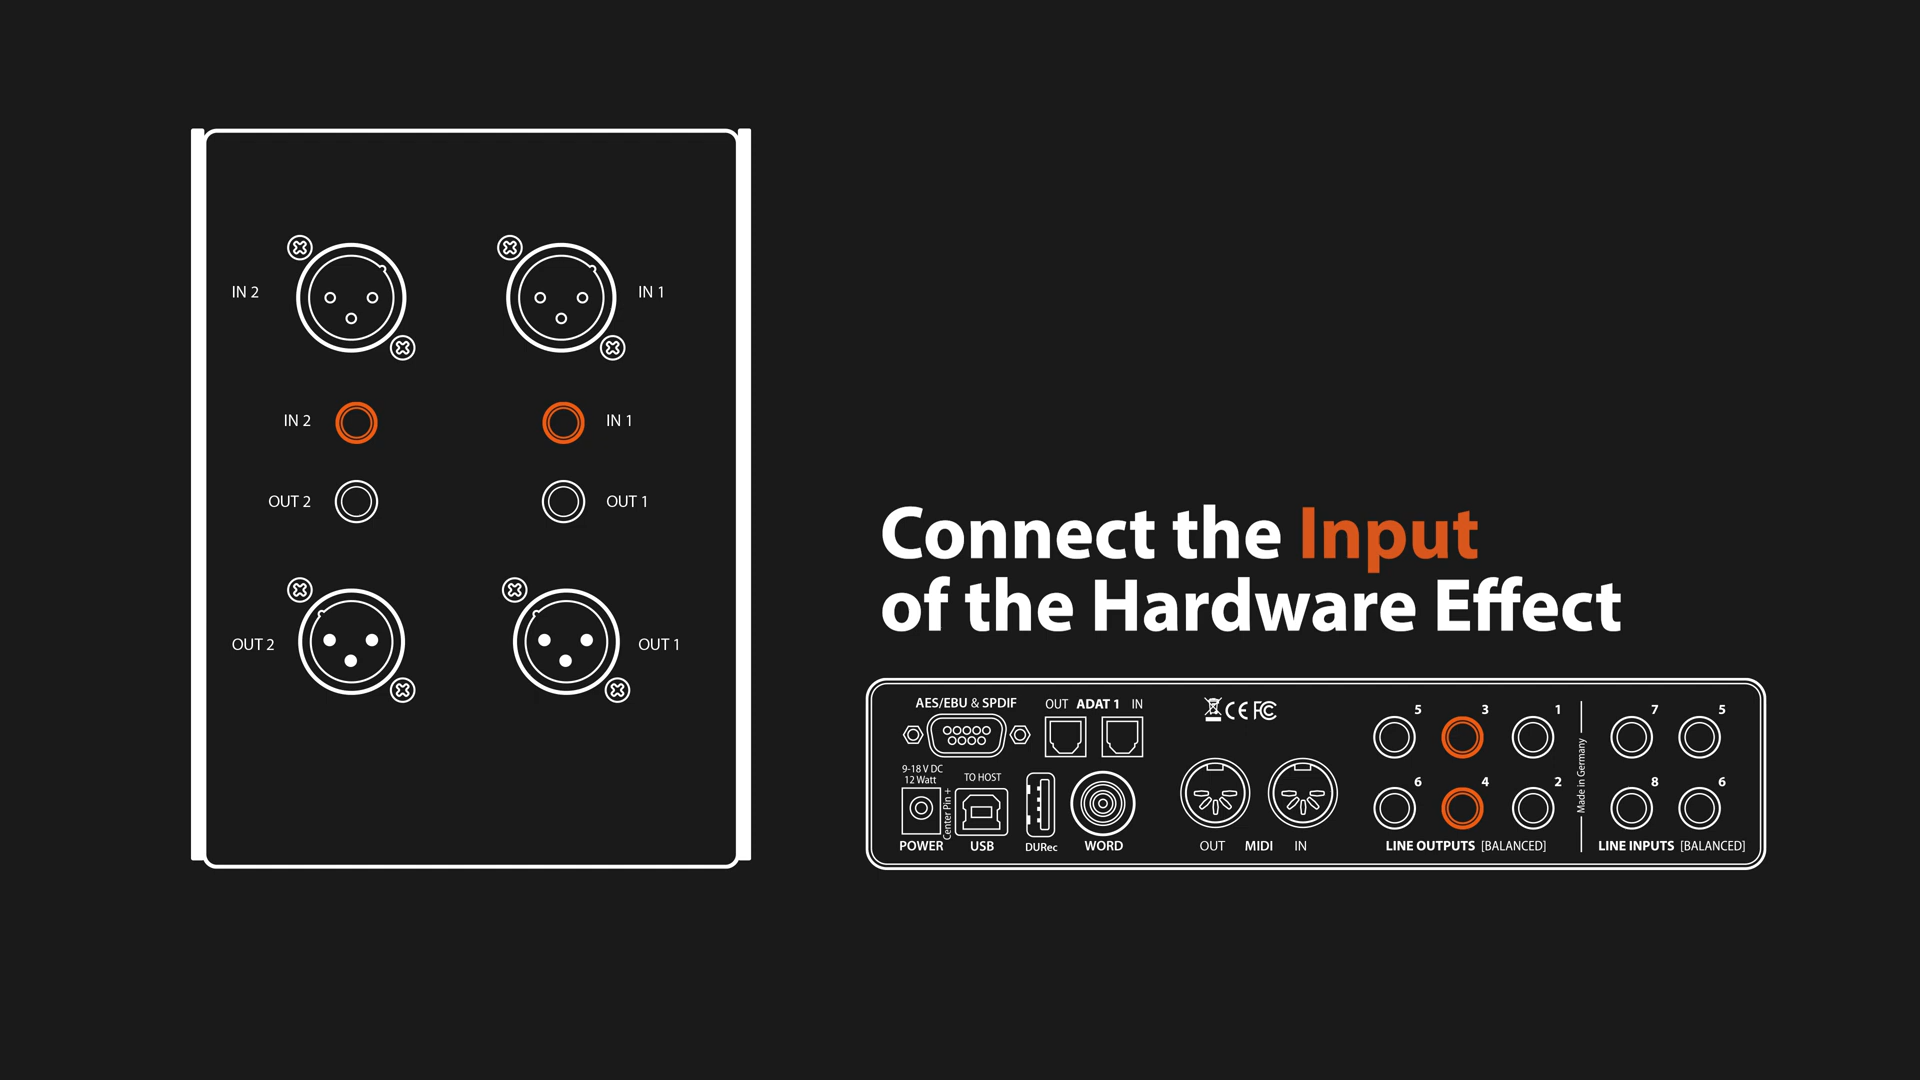 IN 2
IN 1
IN 2
IN 1
OUT 2
OUT 1
OUT 2
OUT 1
Connect the Input
of the Hardware Effect
AES/EBU & SPDIF
OUT ADAT 1 IN
CE FC
5 3 1
7 5
9-18 V DC
12 Watt
Center Pin +
TO HOST
6 4 2
8 6
Made in Germany
POWER
USB
DURec
WORD
OUT MIDI IN
LINE OUTPUTS [BALANCED]
LINE INPUTS [BALANCED]